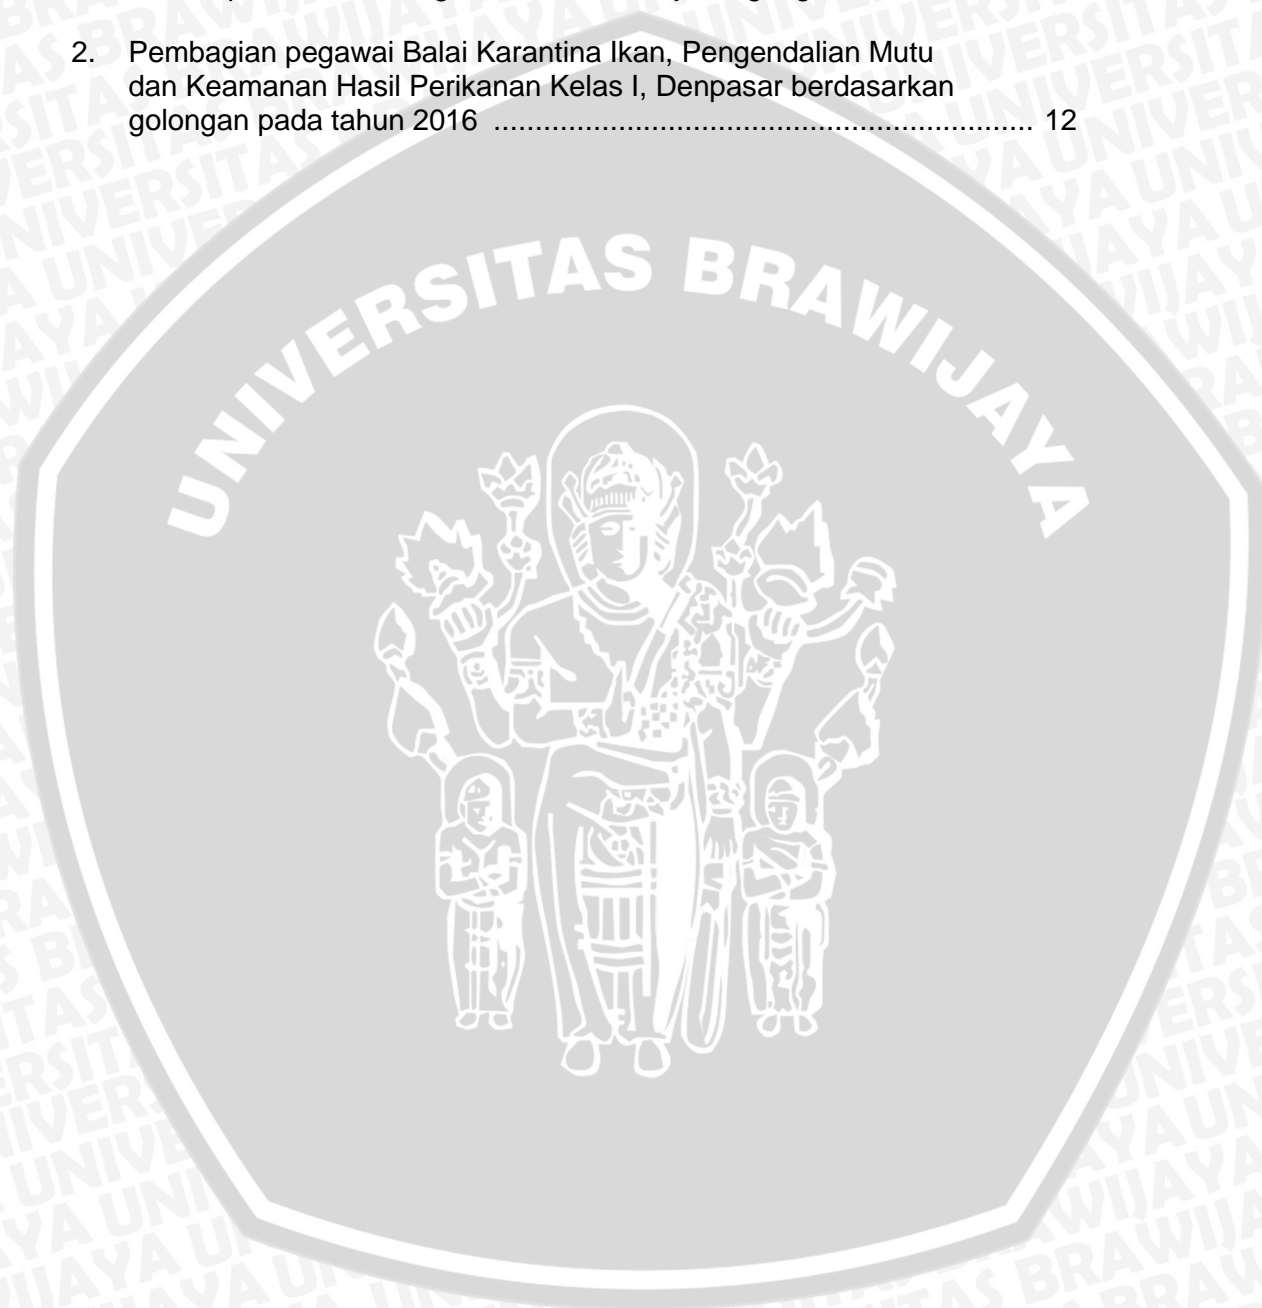 2. Pembagian pegawai Balai Karantina Ikan, Pengendalian Mutu
dan Keamanan Hasil Perikanan Kelas I, Denpasar berdasarkan
golongan pada tahun 2016 ................................................................ 12
UNIVERSITAS BRAWIJAYA